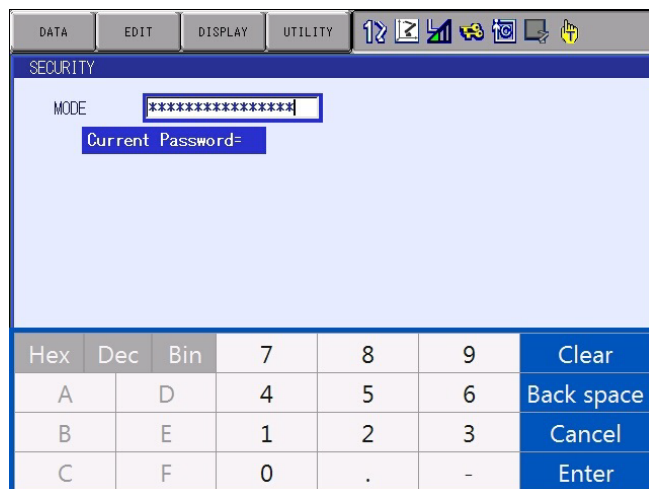 DATA EDIT DISPLAY UTILITY
SECURITY
MODE ****************
Current Password=
Hex Dec Bin 7 8 9 Clear
A D 4 5 6 Back space
B E 1 2 3 Cancel
C F 0 . - Enter